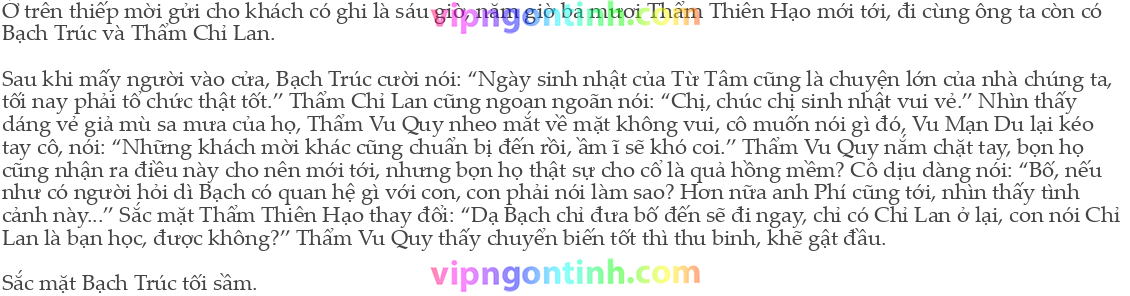 Ở trên thiếp mời gửi cho khách có ghi là sáu giờ, năm giờ ba mươi Thẩm Thiên Hạo mới tới, đi cùng ông ta còn có
Bạch Trúc và Thẩm Chỉ Lan.
Sau khi mấy người vào cửa, Bạch Trúc cười nói: “Ngày sinh nhật của Từ Tâm cũng là chuyện lớn của nhà chúng ta,
tối nay phải tổ chức thật tốt.” Thẩm Chỉ Lan cũng ngoan ngoãn nói: “Chị, chúc chị sinh nhật vui vẻ.” Nhìn thấy
dáng vẻ giả mù sa mưa của họ, Thẩm Vu Quy nheo mắt về mặt không vui, cô muốn nói gì đó, Vu Mạn Du lại kéo
tay cô, nói: “Những khách mời khác cũng chuẩn bị đến rồi, ầm ĩ sẽ khó coi.” Thẩm Vu Quy nắm chặt tay, bọn họ
cũng nhận ra điều này cho nên mới tới, nhưng bọn họ thật sự cho cổ là quả hồng mềm? Cô dịu dàng nói: “Bố, nếu
như có người hỏi dì Bạch có quan hệ gì với con, con phải nói làm sao? Hơn nữa anh Phí cũng tới, nhìn thấy tình
cảnh này...” Sắc mặt Thẩm Thiên Hạo thay đổi: “Dạ Bạch chỉ đưa bố đến sẽ đi ngay, chỉ có Chỉ Lan ở lại, con nói Chỉ
Lan là bạn học, được không?” Thẩm Vu Quy thấy chuyển biến tốt thì thu binh, khẽ gật đầu.
Sắc mặt Bạch Trúc tối sầm.
vipngontinh.com
vipngontinh.com